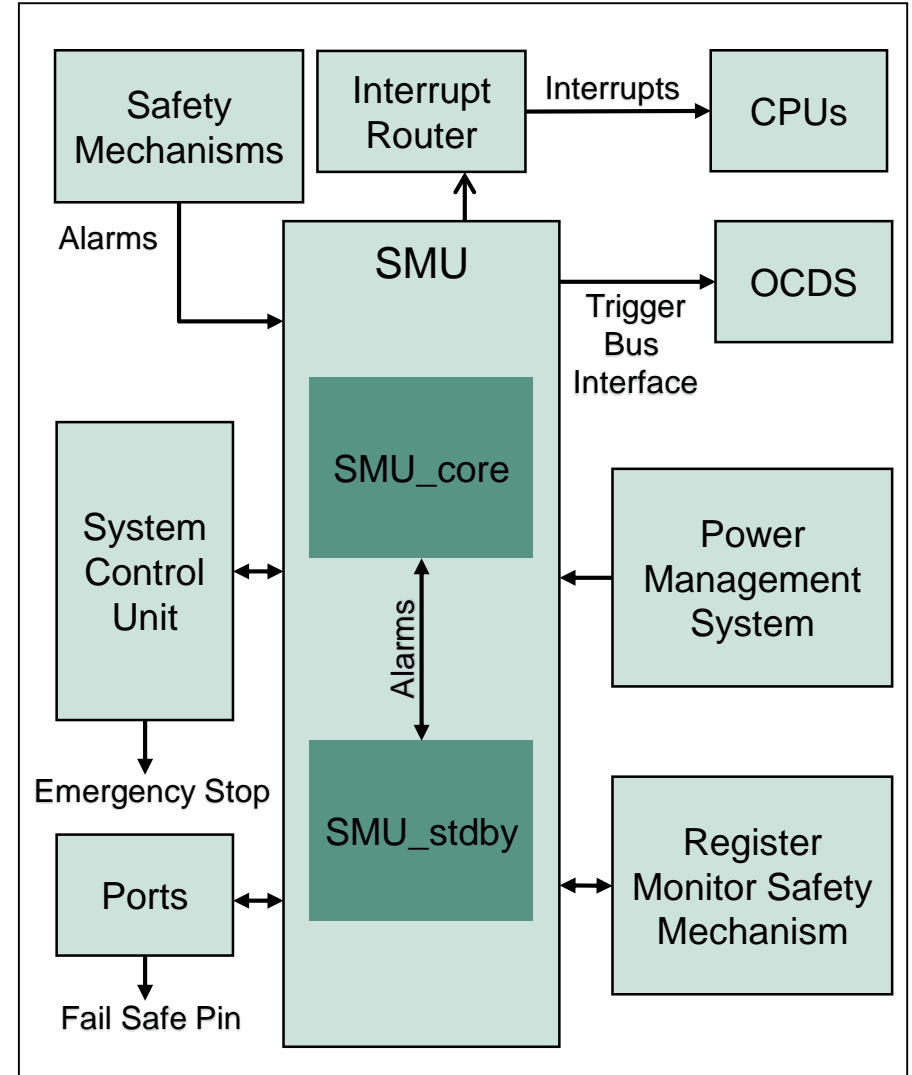 Safety
Mechanisms
Interrupt
Router
Interrupts
CPUs
Alarms
SMU
OCDS
Trigger
Bus
Interface
SMU_core
System
Control
Unit
Power
Management
System
Alarms
Emergency Stop
SMU_stdby
Register
Monitor Safety
Mechanism
Ports
Fail Safe Pin